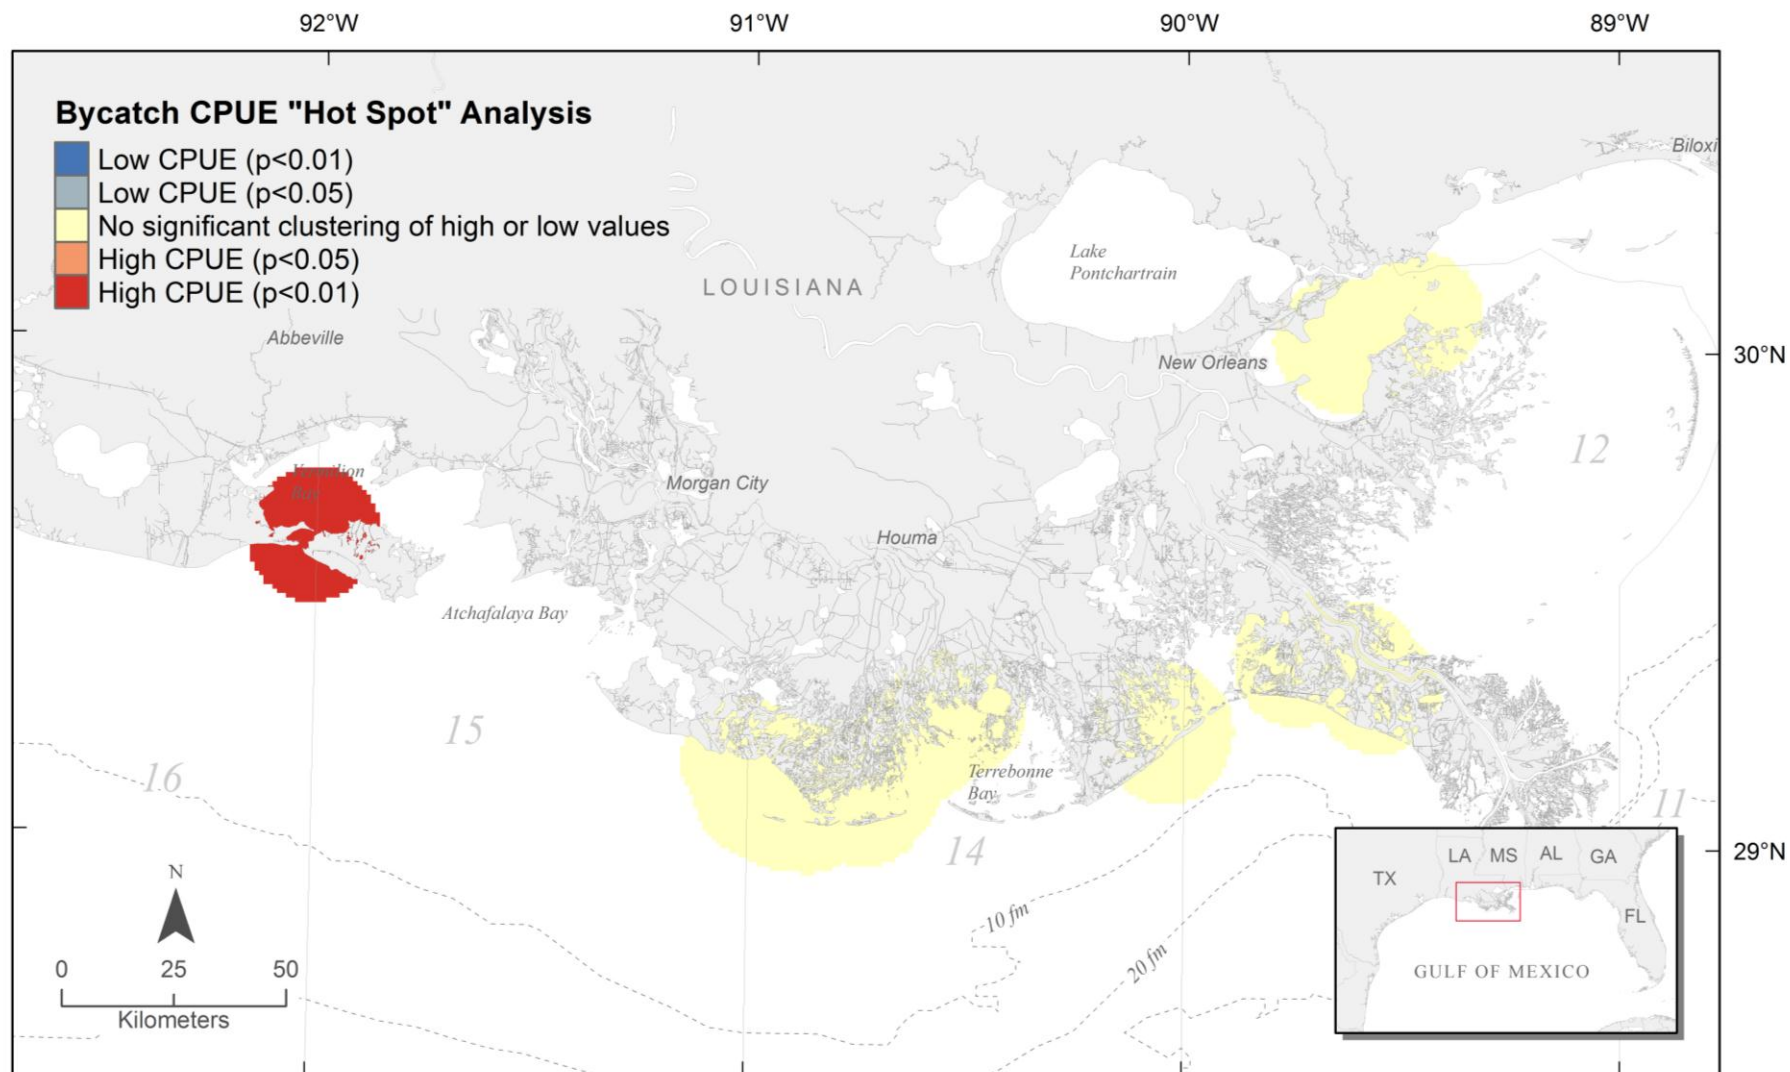 92°W
91°W
90°W
89°W
Bycatch CPUE "Hot Spot" Analysis
Low CPUE (p<0.01)
Low CPUE (p<0.05)
No significant clustering of high or low values
High CPUE (p<0.05)
High CPUE (p<0.01)
Biloxi
Lake
Pontchartrain
LOUISIANA
Abbeville
New Orleans
30°N
12
Vermilion
Bay
Morgan City
Houma
Atchafalaya Bay
15
16
Terrebonne
Bay
14
11
29°N
10 fm
20 fm
N
0
25
50
Kilometers
LA
MS
AL
GA
TX
FL
GULF OF MEXICO